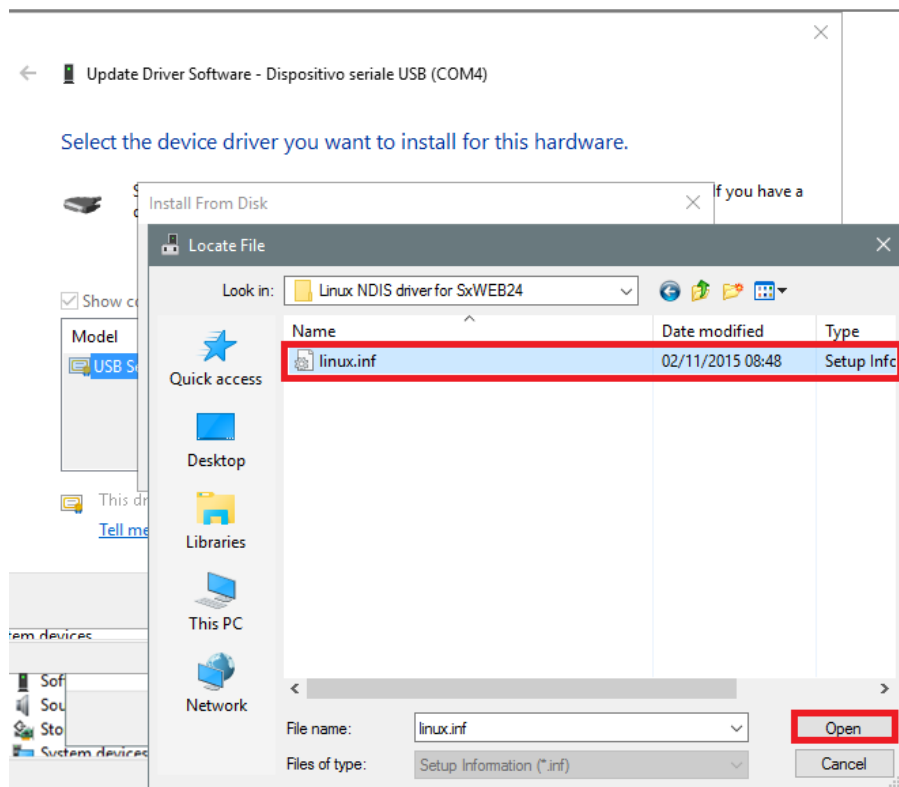 Update Driver Software - Dispositivo seriale USB (COM4)
Select the device driver you want to install for this hardware.
If you have a
Install From Disk
Locate File
Look in: Linux NDIS driver for SxWEB24
Show
Model
USB
Name Date modified Type
linux.inf 02/11/2015 08:48 Setup Info
Quick access
Desktop
Libraries
This PC
Network
This
Tell me
devices
Sof
Sou
Sto
System devices
File name: linux.inf Open
Files of type: Setup Information (*.inf) Cancel